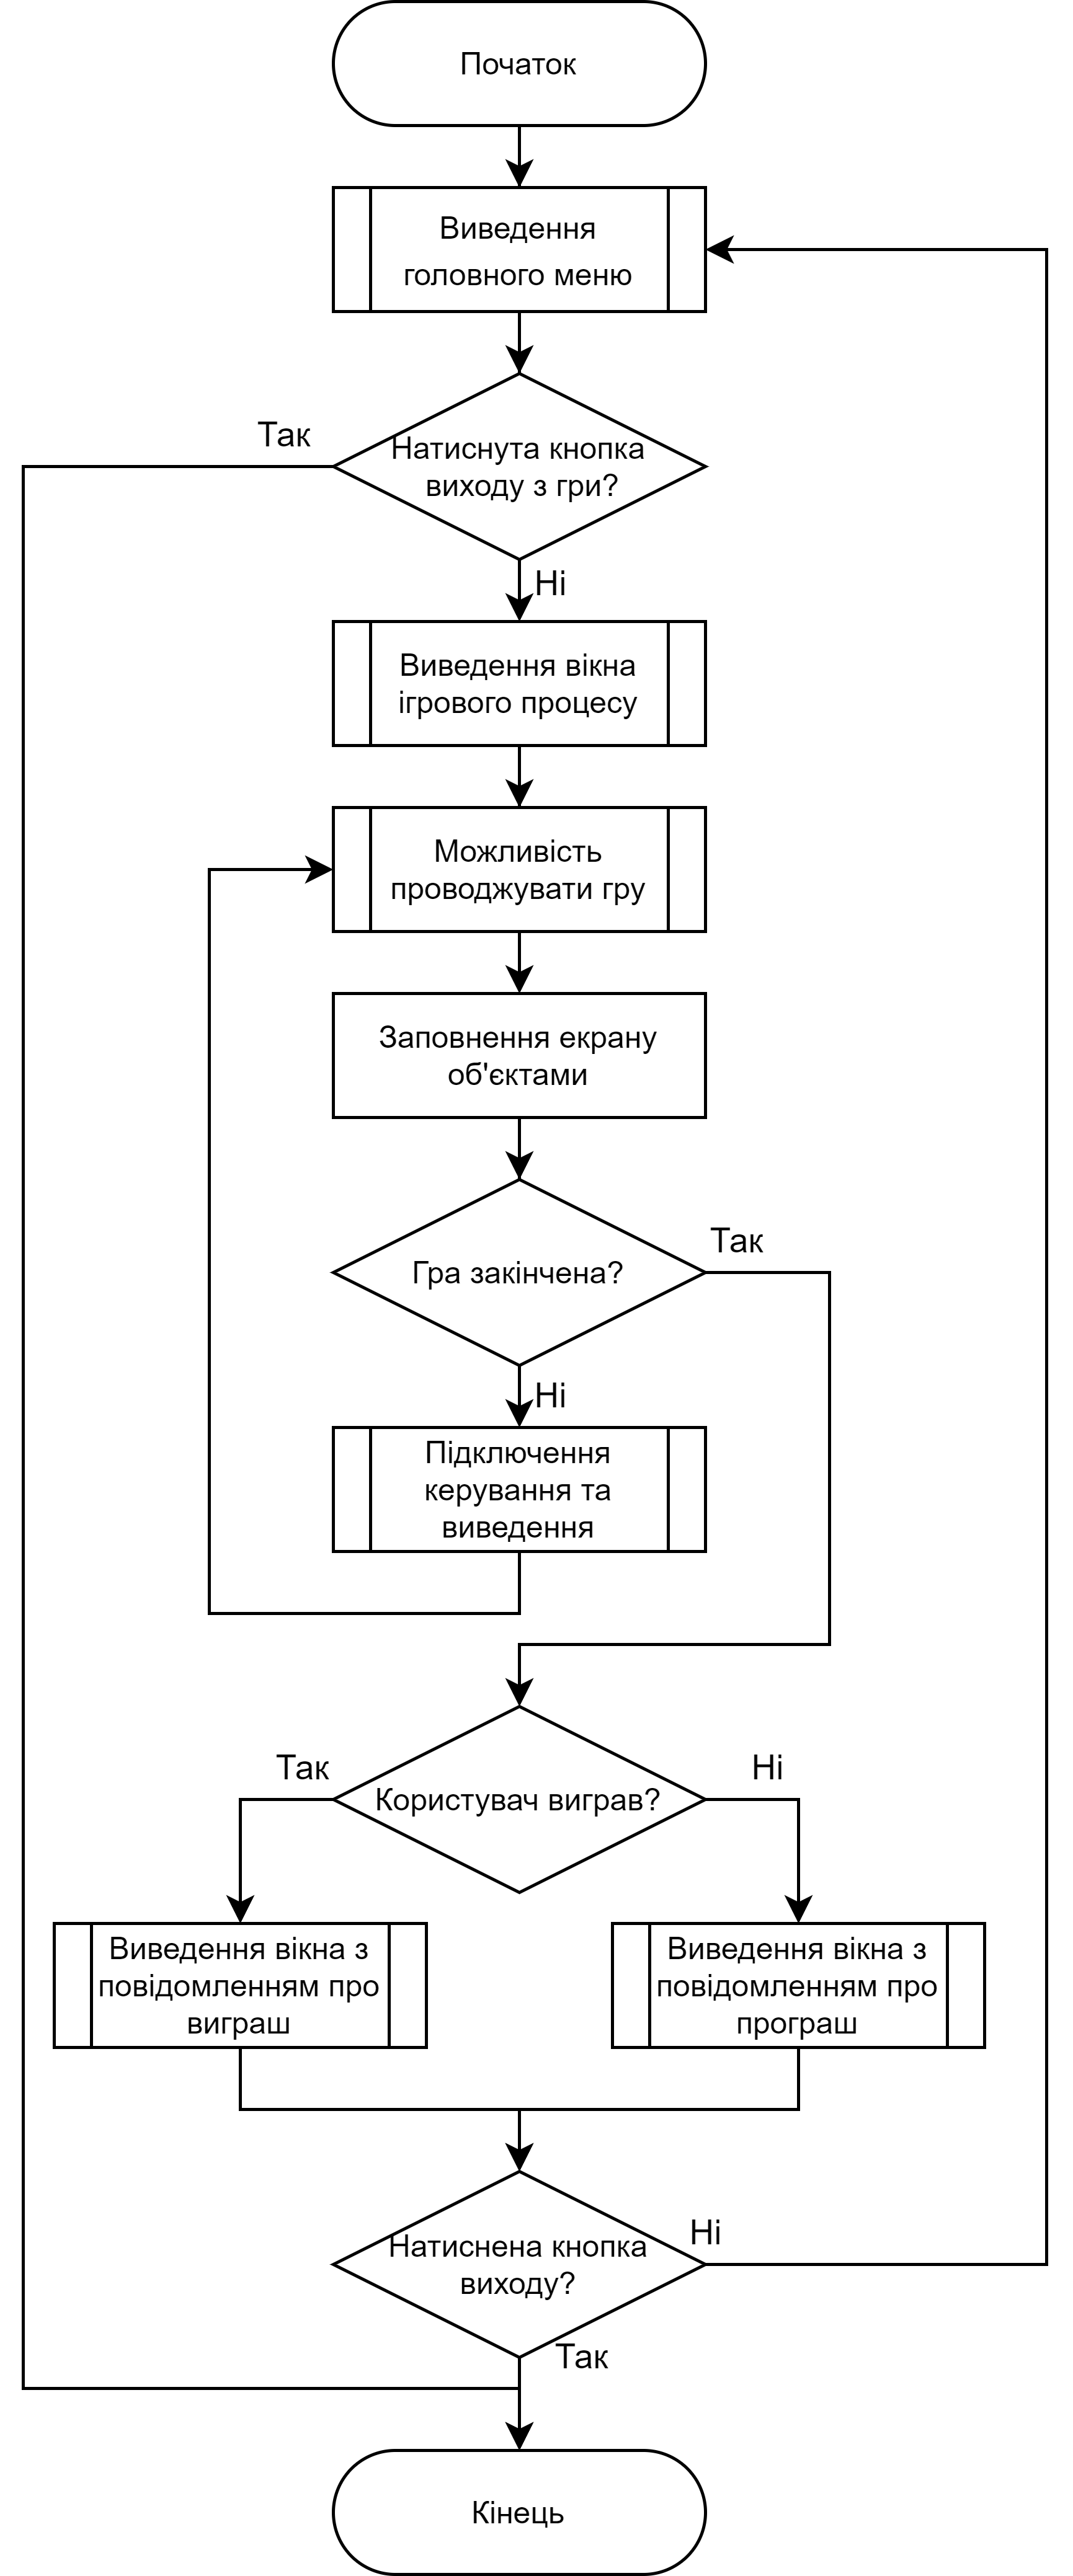 Початок
Виведення
головного меню
Так
Натиснута кнопка
виходу з гри?
Ні
Виведення вікна
ігрового процесу
Можливість
проводжувати гру
Заповнення екрану
об'єктами
Так
Гра закінчена?
Ні
Підключення
керування та
виведення
Так
Ні
Користувач виграв?
Виведення вікна з
повідомленням про
виграш
Виведення вікна з
повідомленням про
програш
Ні
Натиснена кнопка
виходу?
Так
Кінець